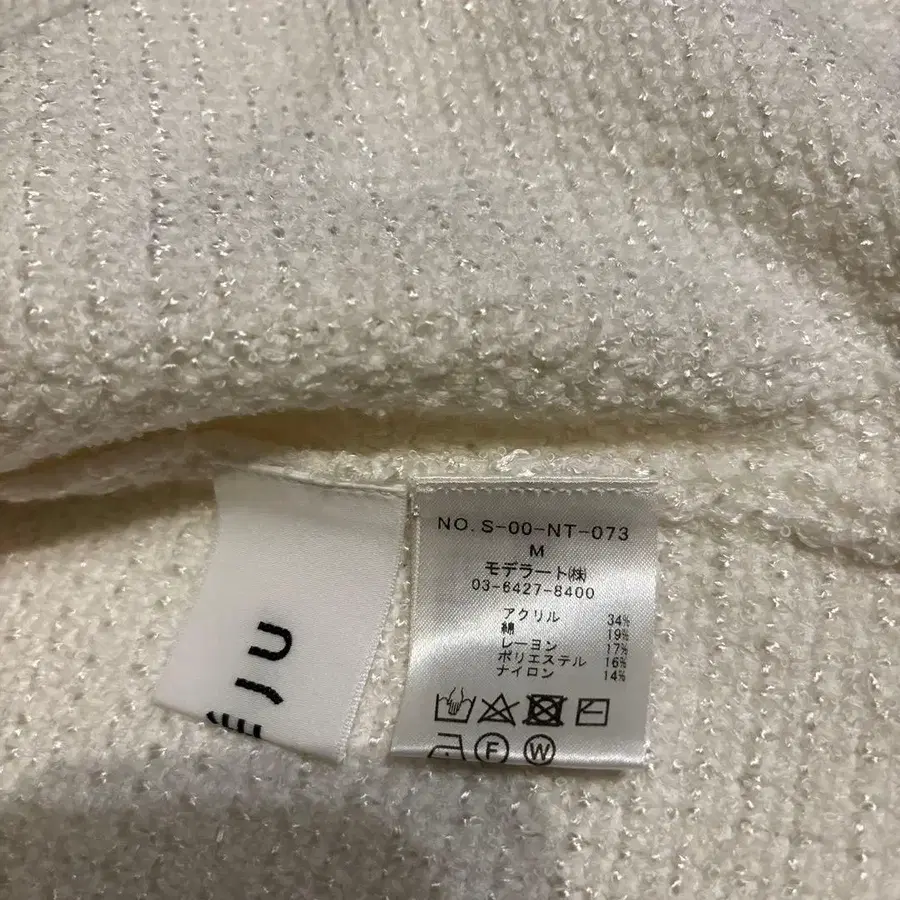 NO. S-00-NT-073
M
モデラート㈱
03-6427-8400
アクリル 34%
綿 19%
レーヨン 17%
ポリエステル 16%
ナイロン 14%
F W